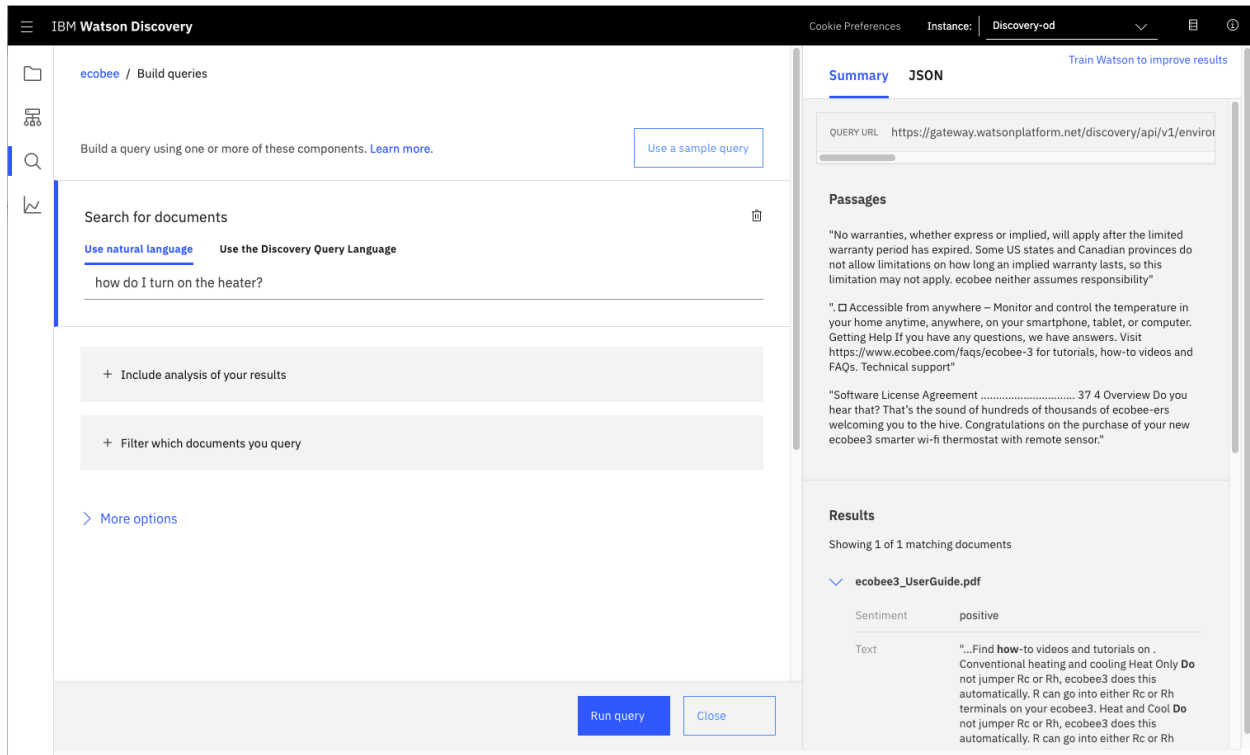 IBM Watson Discovery
Cookie Preferences
Instance:
Discovery-od
ecobee / Build queries
Build a query using one or more of these components. Learn more.
Use a sample query
Search for documents
Use natural language
Use the Discovery Query Language
how do I turn on the heater?
+ Include analysis of your results
+ Filter which documents you query
More options
Run query
Close
Train Watson to improve results
Summary
JSON
QUERY URL https://gateway.watsonplatform.net/discovery/api/v1/enviror
Passages
"No warranties, whether express or implied, will apply after the limited
warranty period has expired. Some US states and Canadian provinces do
not allow limitations on how long an implied warranty lasts, so this
limitation may not apply. ecobee neither assumes responsibility"
". □ Accessible from anywhere – Monitor and control the temperature in
your home anytime, anywhere, on your smartphone, tablet, or computer.
Getting Help If you have any questions, we have answers. Visit
https://www.ecobee.com/faqs/ecobee-3 for tutorials, how-to videos and
FAQs. Technical support"
"Software License Agreement ............................... 37 4 Overview Do you
hear that? That's the sound of hundreds of thousands of ecobee-ers
welcoming you to the hive. Congratulations on the purchase of your new
ecobee3 smarter wi-fi thermostat with remote sensor."
Results
Showing 1 of 1 matching documents
ecobee3_UserGuide.pdf
Sentiment positive
Text "...Find how-to videos and tutorials on .
Conventional heating and cooling Heat Only Do
not jumper Rc or Rh, ecobee3 does this
automatically. R can go into either Rc or Rh
terminals on your ecobee3. Heat and Cool Do
not jumper Rc or Rh, ecobee3 does this
automatically. R can go into either Rc or Rh